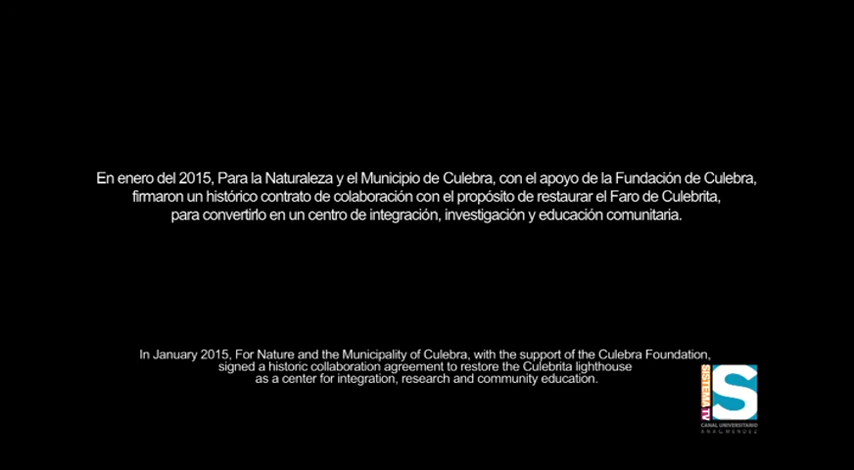 En enero del 2015, Para la Naturaleza y el Municipio de Culebra, con el apoyo de la Fundación de Culebra,
firmaron un histórico contrato de colaboración con el propósito de restaurar el Faro de Culebrita,
para convertirlo en un centro de integración, investigación y educación comunitaria.
In January 2015, For Nature and the Municipality of Culebra, with the support of the Culebra Foundation,
signed a historic collaboration agreement to restore the Culebrita lighthouse
as a center for integration, research and community education.
SISTEMA TV
S
CANAL UNIVERSITARIO
ANA G. MÉNDEZ